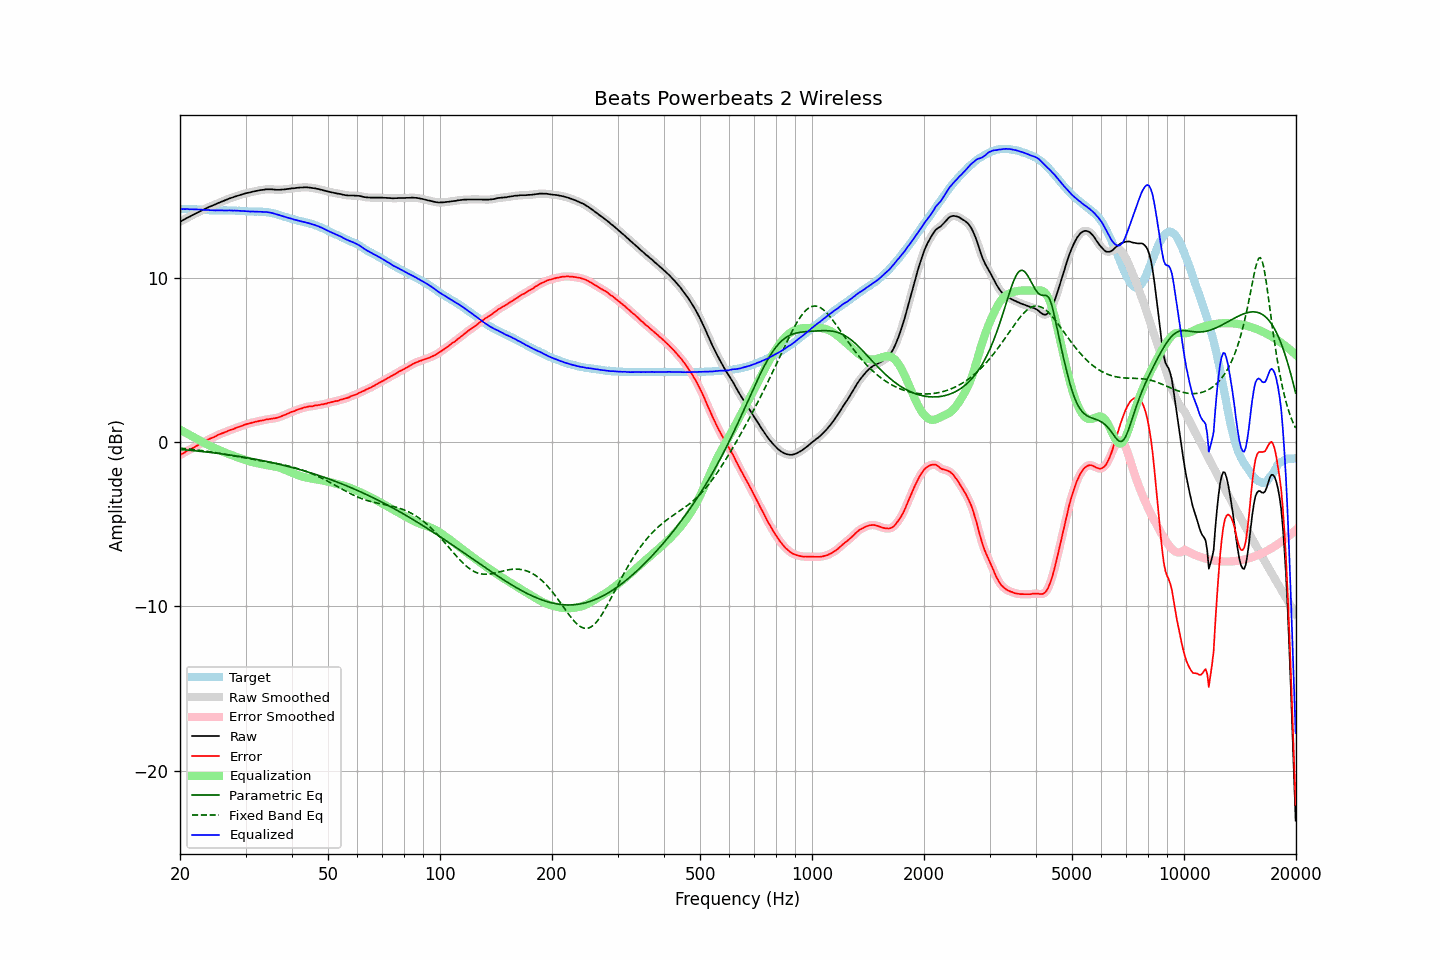 Beats Powerbeats 2 Wireless
Amplitude (dBr)
10
0
−10
−20
Target
Raw Smoothed
Error Smoothed
Raw
Error
Equalization
Parametric Eq
Fixed Band Eq
Equalized
20 50 100 200 500 1000 2000 5000 10000 20000
Frequency (Hz)